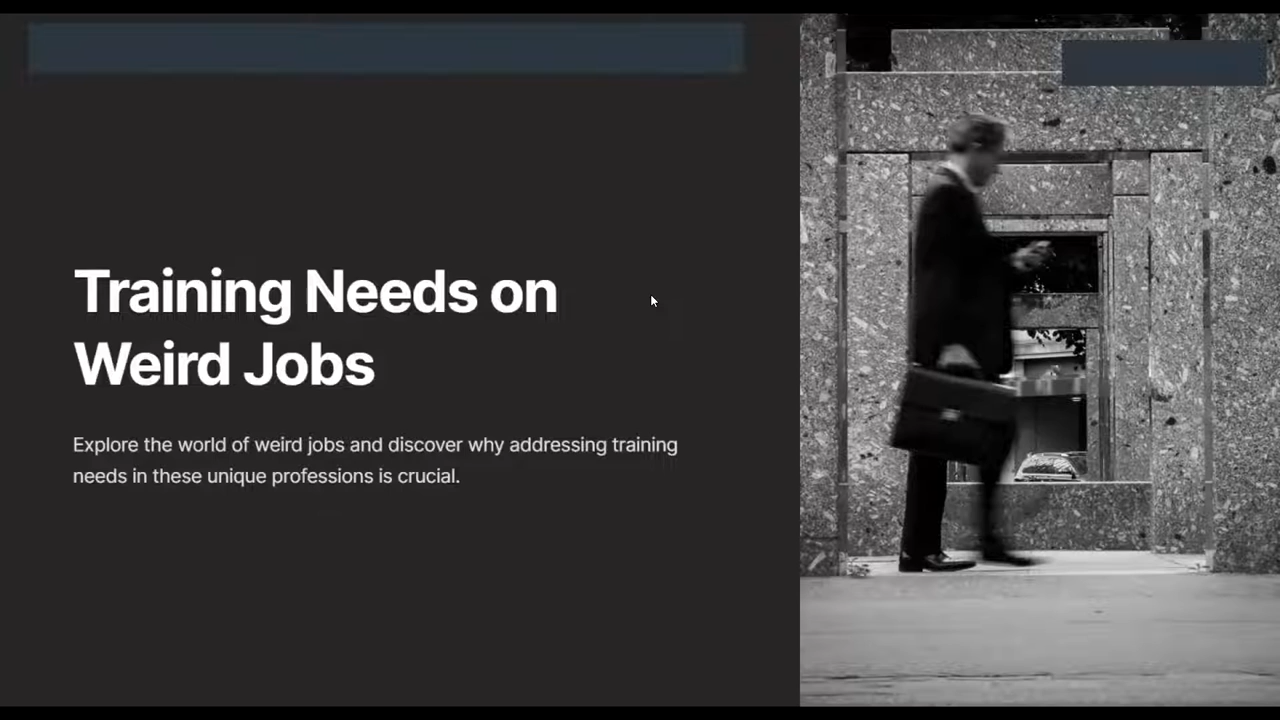 Training Needs on
Weird Jobs
Explore the world of weird jobs and discover why addressing training
needs in these unique professions is crucial.